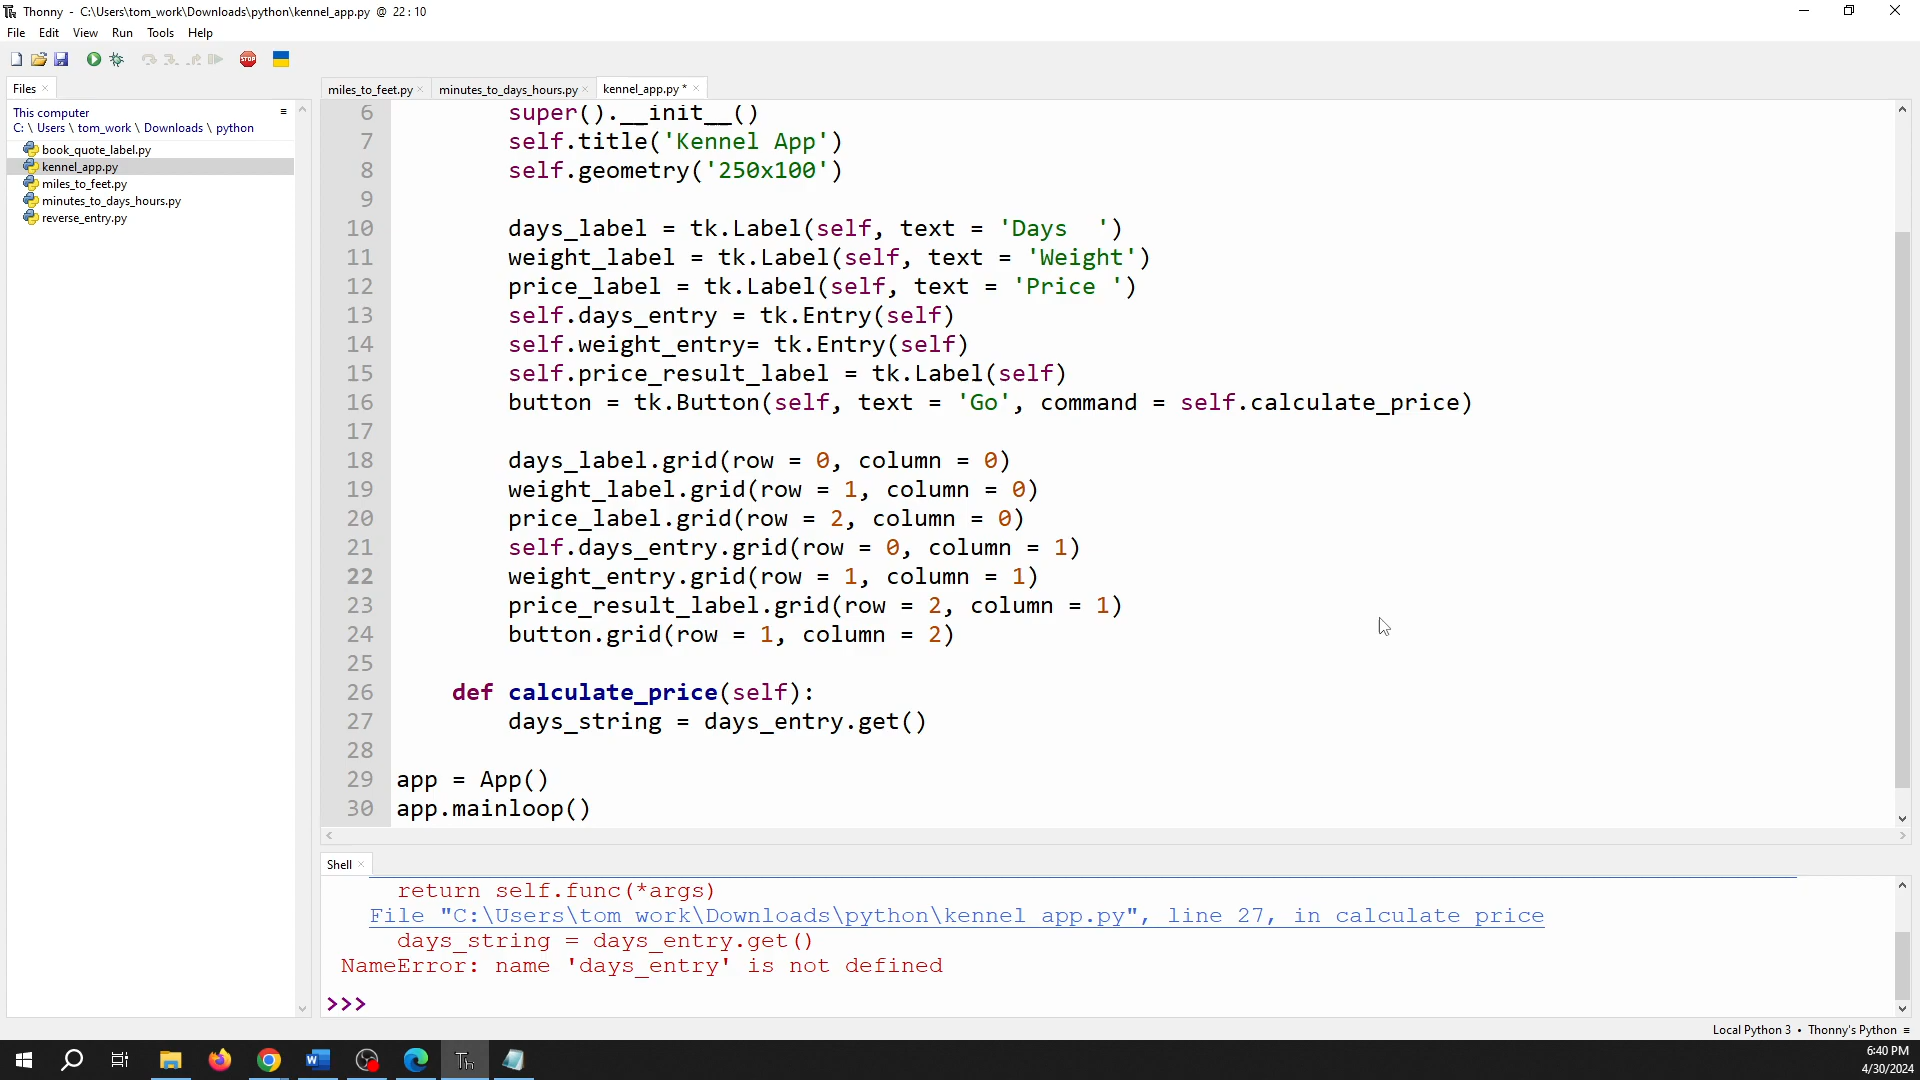 Thonny - C:\Users\tom_work\Downloads\python\kennel_app.py @ 22 : 10
File Edit View Run Tools Help
STOP
Files
This computer
C: \ Users \ tom_work \ Downloads \ python
book_quote_label.py
kennel_app.py
miles_to_feet.py
minutes_to_days_hours.py
reverse_entry.py
miles_to_feet.py minutes_to_days_hours.py kennel_app.py *
6 super().__init__()
7 self.title('Kennel App')
8 self.geometry('250x100')
9
10 days_label = tk.Label(self, text = 'Days  ')
11 weight_label = tk.Label(self, text = 'Weight')
12 price_label = tk.Label(self, text = 'Price ')
13 self.days_entry = tk.Entry(self)
14 self.weight_entry= tk.Entry(self)
15 self.price_result_label = tk.Label(self)
16 button = tk.Button(self, text = 'Go', command = self.calculate_price)
17
18 days_label.grid(row = 0, column = 0)
19 weight_label.grid(row = 1, column = 0)
20 price_label.grid(row = 2, column = 0)
21 self.days_entry.grid(row = 0, column = 1)
22 weight_entry.grid(row = 1, column = 1)
23 price_result_label.grid(row = 2, column = 1)
24 button.grid(row = 1, column = 2)
25
26 def calculate_price(self):
27 days_string = days_entry.get()
28
29 app = App()
30 app.mainloop()
Shell
return self.func(*args)
File "C:\Users\tom_work\Downloads\python\kennel_app.py", line 27, in calculate_price
days_string = days_entry.get()
NameError: name 'days_entry' is not defined
>>>
Local Python 3 • Thonny's Python ≡
6:40 PM
4/30/2024